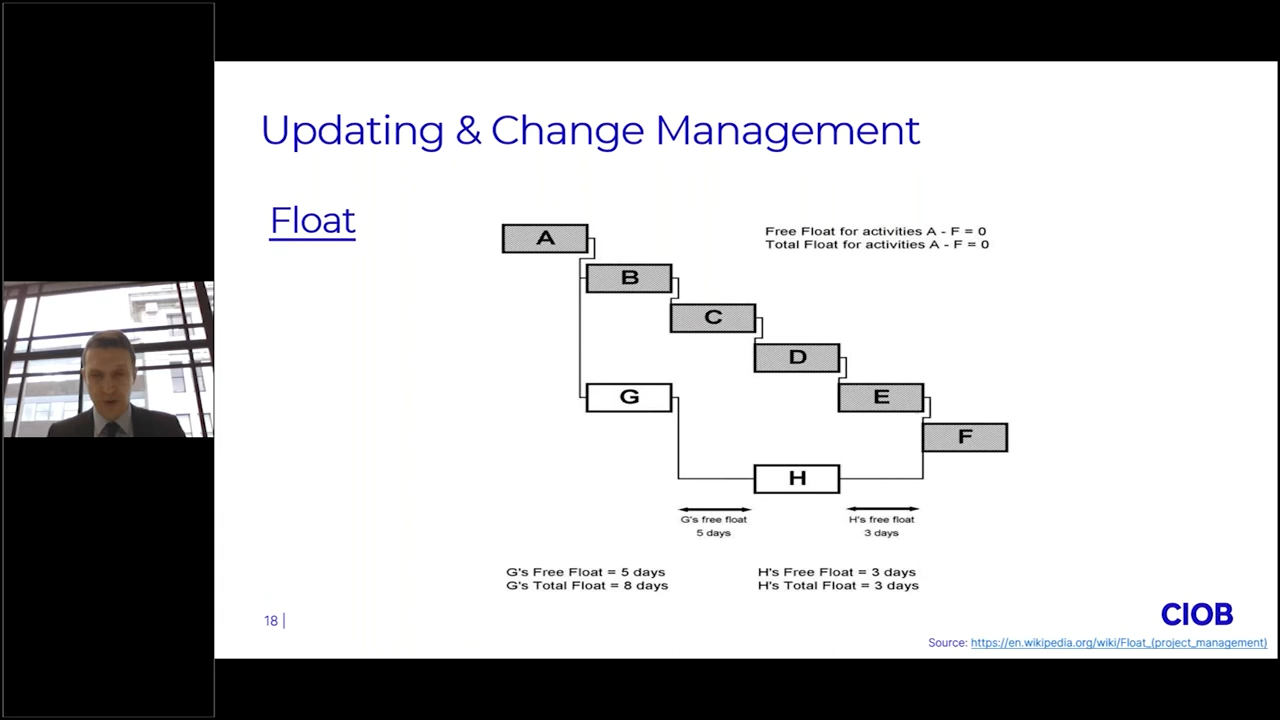 Updating & Change Management
Float
A
Free Float for activities A - F = 0
Total Float for activities A - F = 0
B
C
D
G
E
F
H
G's free float
5 days
H's free float
3 days
G's Free Float = 5 days
G's Total Float = 8 days
H's Free Float = 3 days
H's Total Float = 3 days
18 |
CIOB
Source: https://en.wikipedia.org/wiki/Float_(project_management)